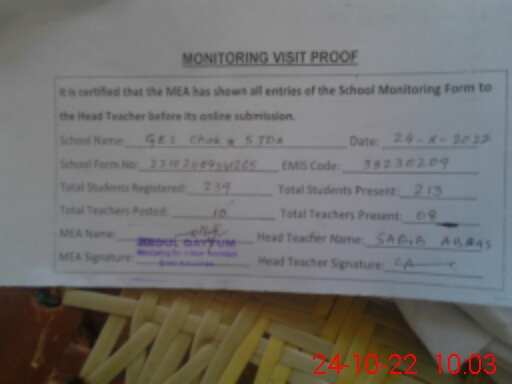 MONITORING VISIT PROOF
It is certified that the MEA has shown all entries of the School Monitoring Form to
the Head Teacher before its online submission.
School Name: GES Chak 5 TDA Date: 24-X-2022
School Form No: EMIS Code: 38230209
Total Students Registered: 239 Total Students Present: 213
Total Teachers Posted: 10 Total Teachers Present: 08
MEA Name: ABDUL QAYYUM Head Teacher Name: SABIR ABBAS
MEA Signature: Head Teacher Signature:
24-10-22 10.03